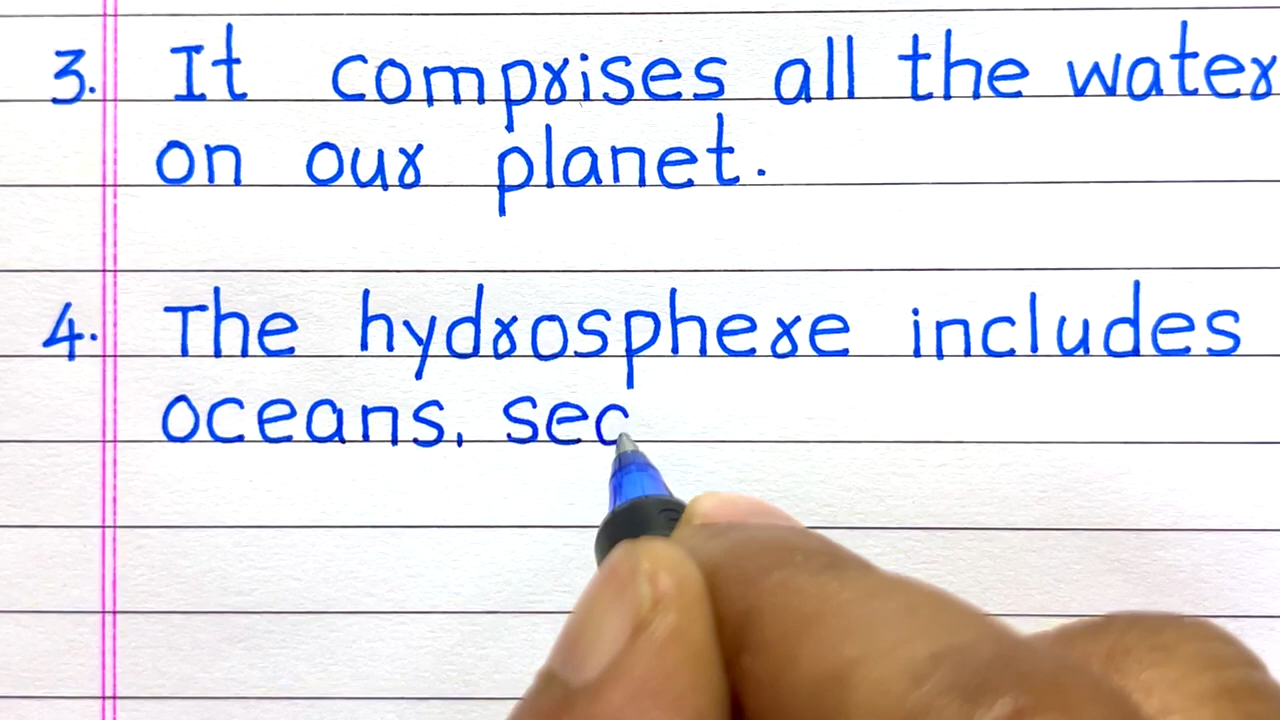 3. It comprises all the water
on our planet.
4. The hydrosphere includes
oceans, sec